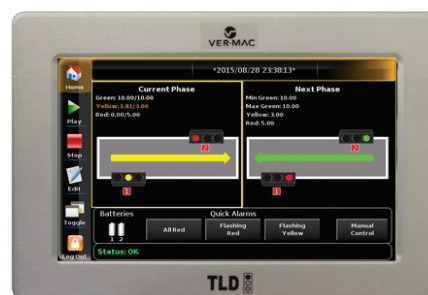 VER-MAC
*2015/08/28 23:38:13*
Home
Play
Stop
Edit
Toggle
Log Out
Current Phase
Green: 10.00/10.00
Yellow: 1.81/3.00
Red: 0.00/5.00
2
1
Next Phase
Min Green: 10.00
Max Green: 10.00
Yellow: 3.00
Red: 5.00
2
1
Batteries
1 2
Quick Alarms
All Red
Flashing Red
Flashing Yellow
Manual Control
Status: OK
TLD